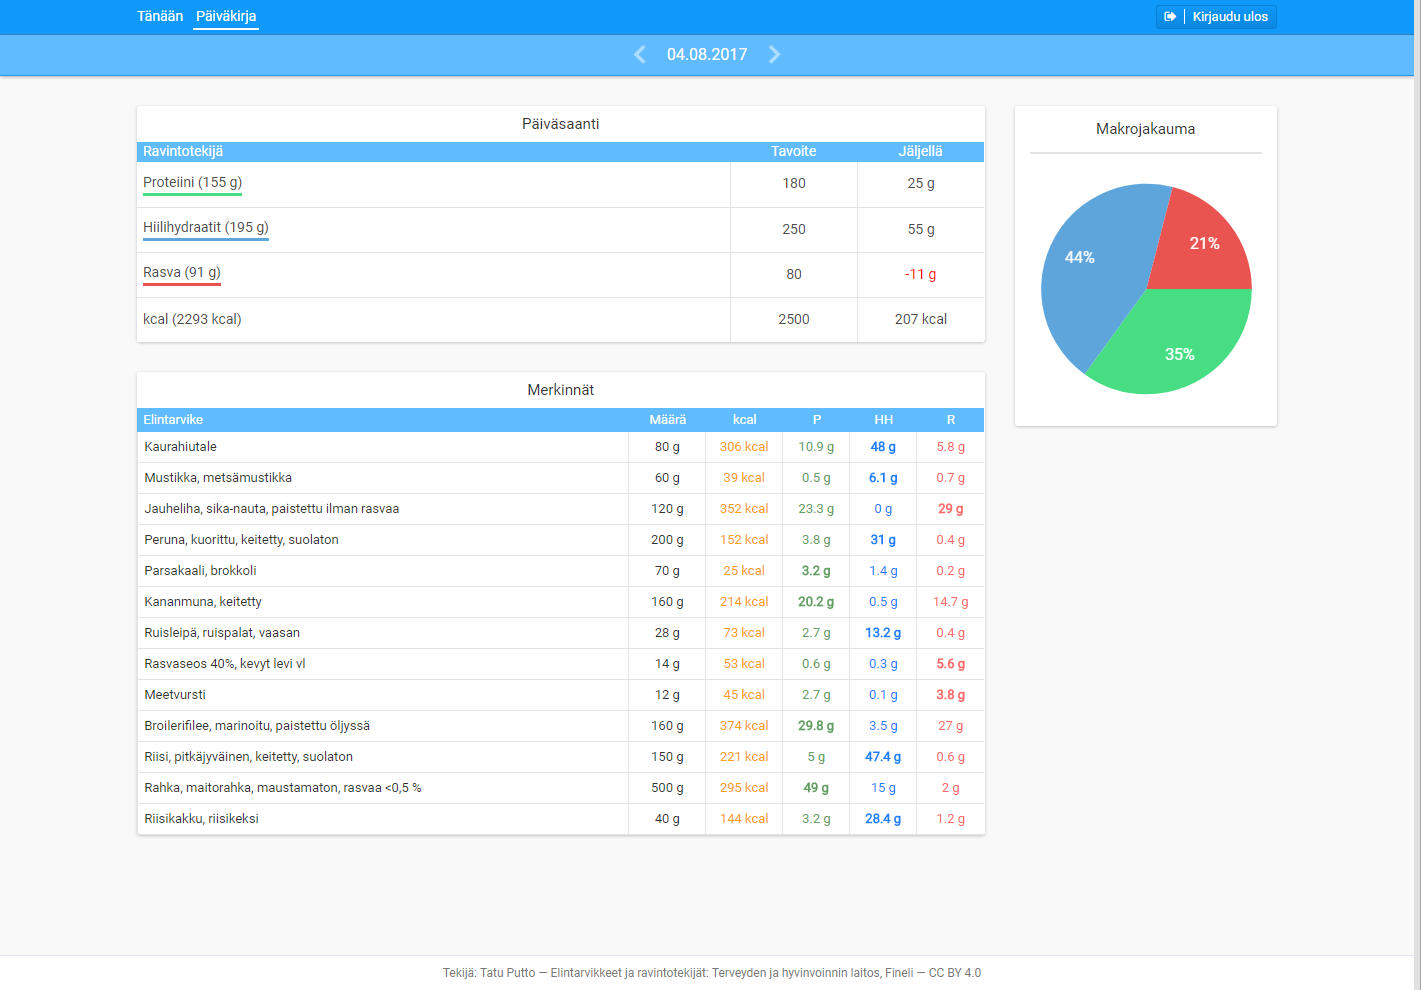 Tänään Päiväkirja Kirjaudu ulos
04.08.2017
Päiväsaanti
Ravintotekijä Tavoite Jäljellä
Proteiini (155 g) 180 25 g
Hiilihydraatit (195 g) 250 55 g
Rasva (91 g) 80 -11 g
kcal (2293 kcal) 2500 207 kcal
Makrojakauma
21%
44%
35%
Merkinnät
Elintarvike Määrä kcal P HH R
Kaurahiutale 80 g 306 kcal 10.9 g 48 g 5.8 g
Mustikka, metsämustikka 60 g 39 kcal 0.5 g 6.1 g 0.7 g
Jauheliha, sika-nauta, paistettu ilman rasvaa 120 g 352 kcal 23.3 g 0 g 29 g
Peruna, kuorittu, keitetty, suolaton 200 g 152 kcal 3.8 g 31 g 0.4 g
Parsakaali, brokkoli 70 g 25 kcal 3.2 g 1.4 g 0.2 g
Kananmuna, keitetty 160 g 214 kcal 20.2 g 0.5 g 14.7 g
Ruisleipä, ruispalat, vaasan 28 g 73 kcal 2.7 g 13.2 g 0.4 g
Rasvaseos 40%, kevyt levi vl 14 g 53 kcal 0.6 g 0.3 g 5.6 g
Meetvursti 12 g 45 kcal 2.7 g 0.1 g 3.8 g
Broilerifilee, marinoitu, paistettu öljyssä 160 g 374 kcal 29.8 g 3.5 g 27 g
Riisi, pitkäjyväinen, keitetty, suolaton 150 g 221 kcal 5 g 47.4 g 0.6 g
Rahka, maitorahka, maustamaton, rasvaa <0,5 % 500 g 295 kcal 49 g 15 g 2 g
Riisikakku, riisikeksi 40 g 144 kcal 3.2 g 28.4 g 1.2 g
Tekijä: Tatu Putto — Elintarvikkeet ja ravintotekijät: Terveyden ja hyvinvoinnin laitos, Fineli — CC BY 4.0